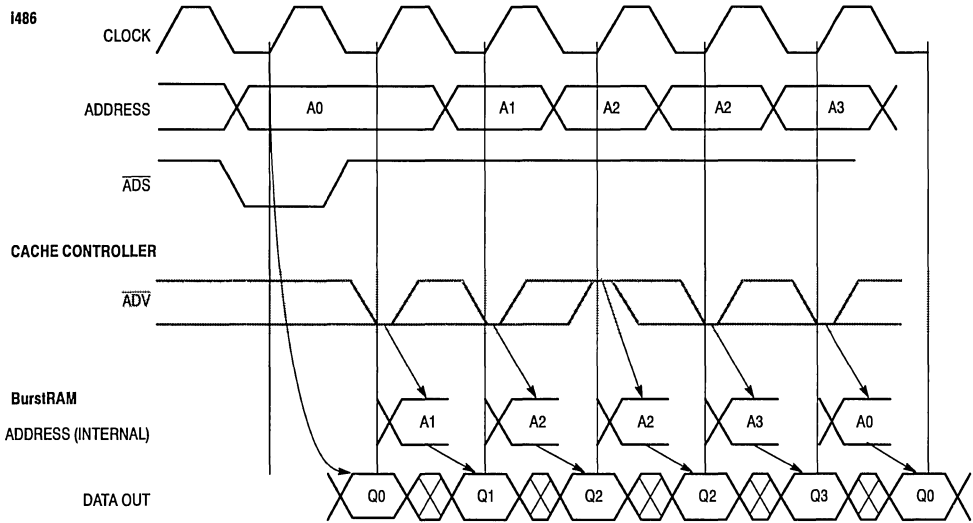 i486
CLOCK
ADDRESS A0 A1 A2 A2 A3
ADS
CACHE CONTROLLER
ADV
BurstRAM
ADDRESS (INTERNAL) A1 A2 A2 A3 A0
DATA OUT Q0 Q1 Q2 Q2 Q3 Q0